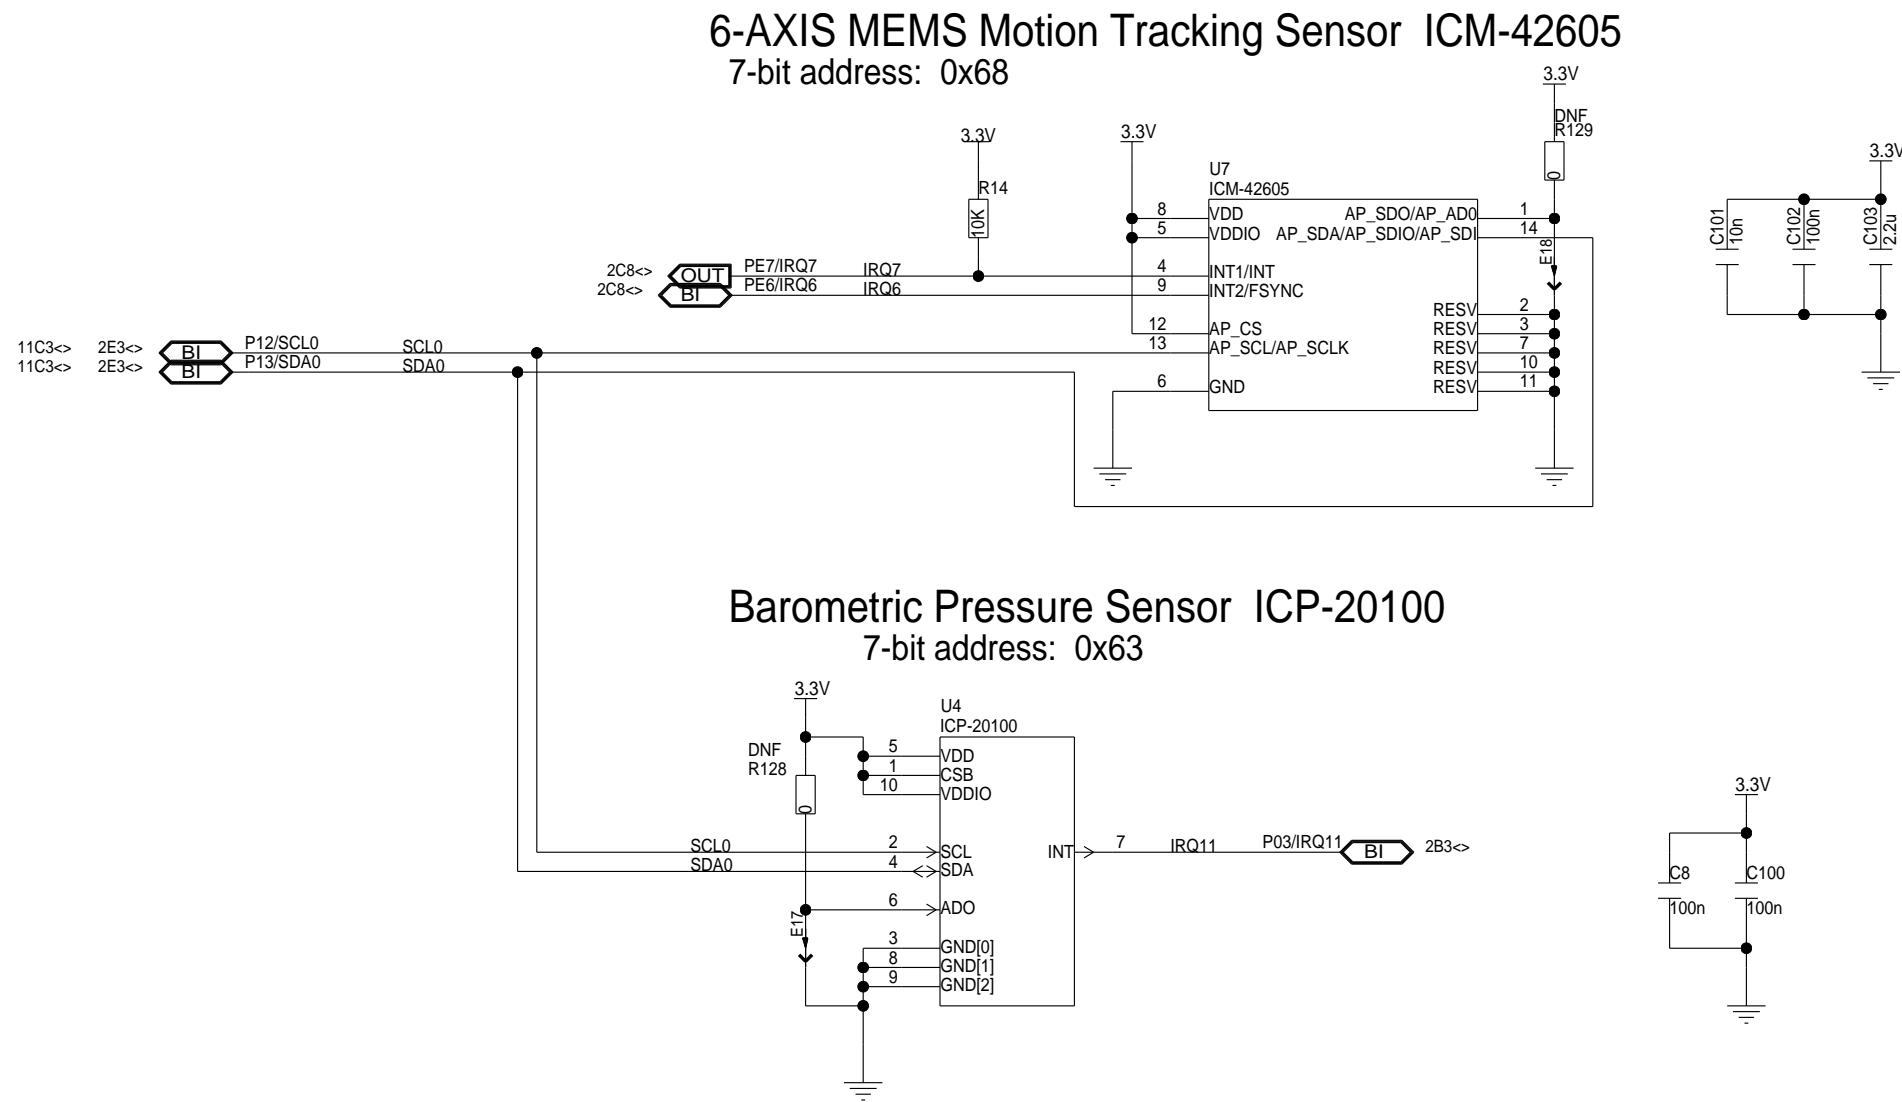 6-AXIS MEMS Motion Tracking Sensor ICM-42605
7-bit address: 0x68
3.3V
DNF
R129
0
3.3V
3.3V
3.3V
R14
10K
U7
ICM-42605
8 VDD
5 VDDIO
4 INT1/INT
9 INT2/FSYNC
12 AP_CS
13 AP_SCL/AP_SCLK
6 GND
AP_SDO/AP_AD0 1
AP_SDA/AP_SDIO/AP_SDI 14
E18
RESV 2
RESV 3
RESV 7
RESV 10
RESV 11
C101
10n
C102
100n
C103
2.2u
2C8<> OUT PE7/IRQ7 IRQ7
2C8<> BI PE6/IRQ6 IRQ6
11C3<> 2E3<> BI P12/SCL0 SCL0
11C3<> 2E3<> BI P13/SDA0 SDA0
Barometric Pressure Sensor ICP-20100
7-bit address: 0x63
3.3V
U4
ICP-20100
DNF
R128
0
5 VDD
1 CSB
10 VDDIO
SCL0 2 SCL
SDA0 4 SDA
6 ADO
E17
3 GND[0]
8 GND[1]
9 GND[2]
INT 7 IRQ11 P03/IRQ11 BI 2B3<>
3.3V
C8
100n
C100
100n